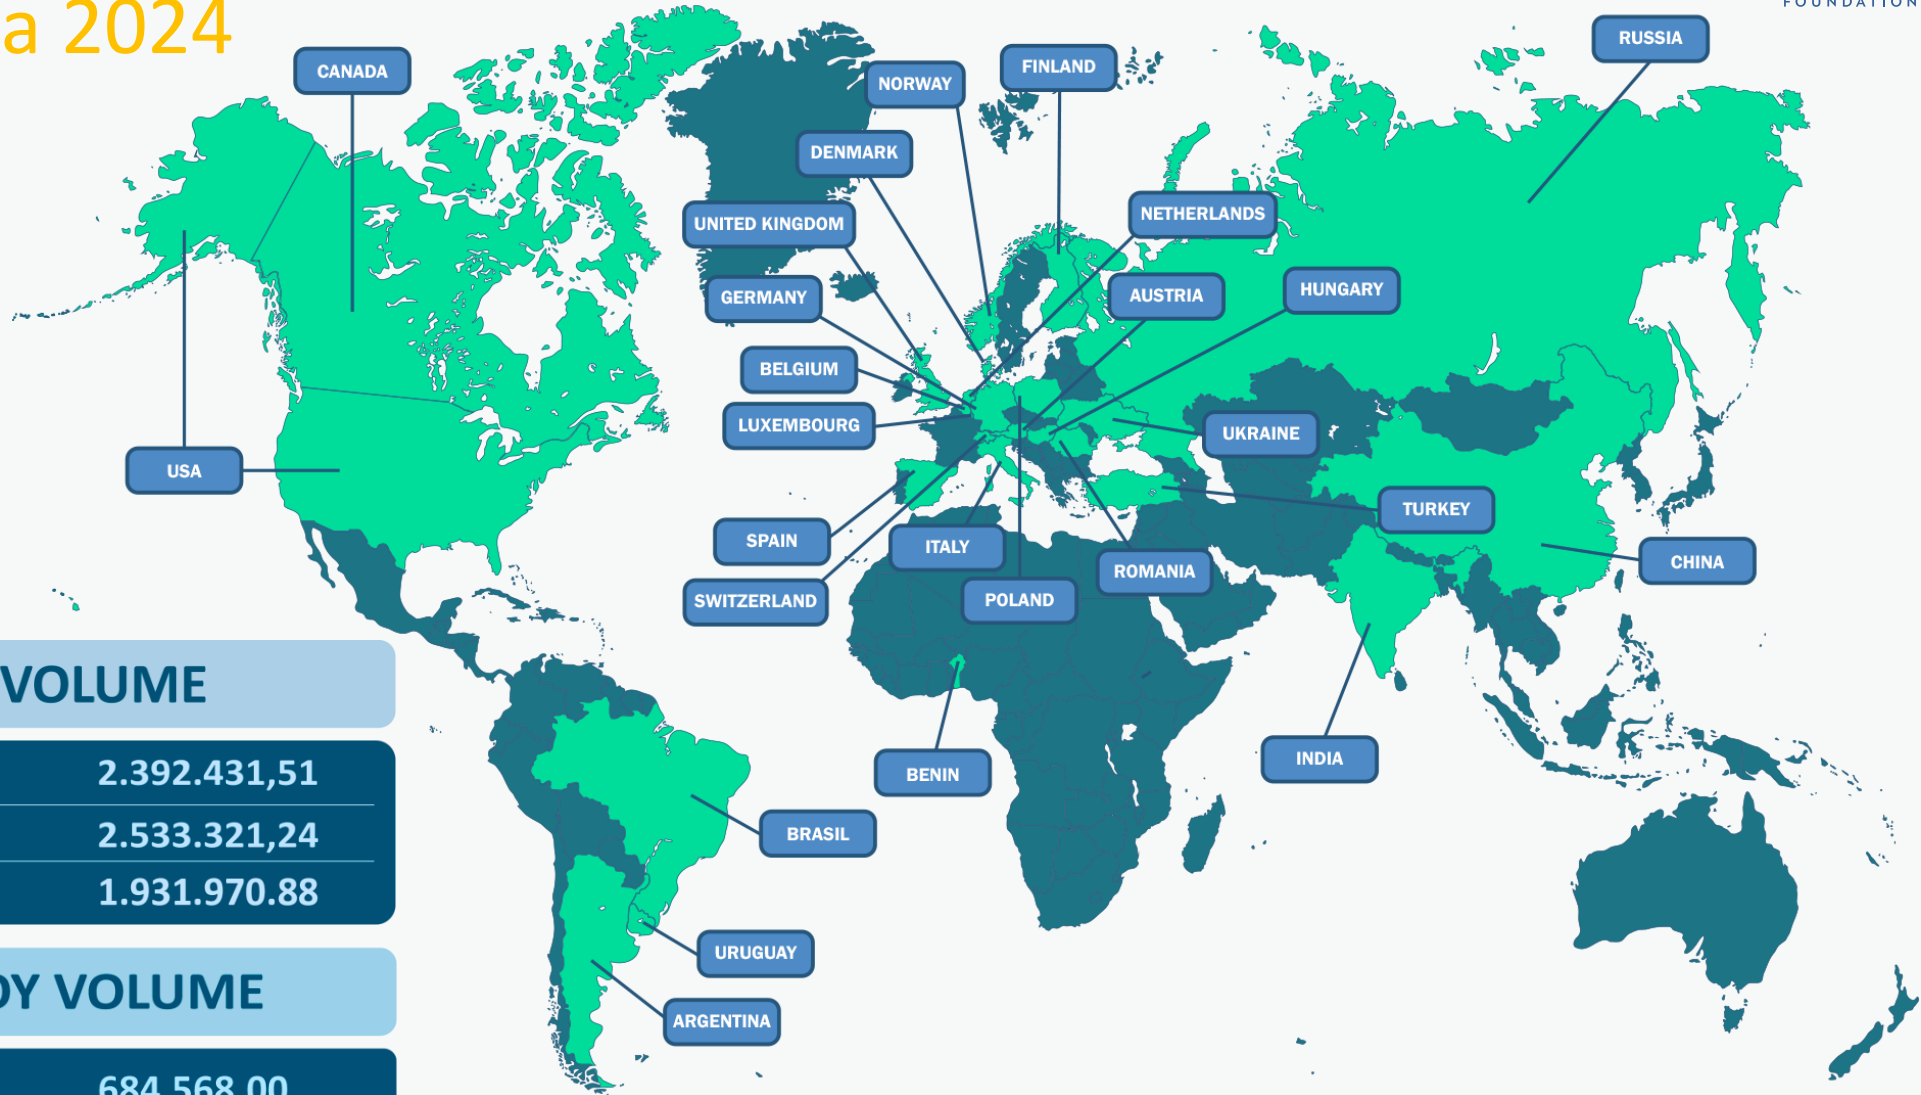 a 2024
FOUNDATION
RUSSIA
CANADA
FINLAND
NORWAY
DENMARK
NETHERLANDS
UNITED KINGDOM
HUNGARY
AUSTRIA
GERMANY
BELGIUM
LUXEMBOURG
UKRAINE
USA
TURKEY
SPAIN
ITALY
CHINA
ROMANIA
SWITZERLAND
POLAND
VOLUME
2.392.431,51
2.533.321,24
1.931.970.88
INDIA
BENIN
BRASIL
URUGUAY
DY VOLUME
ARGENTINA
684.568,00